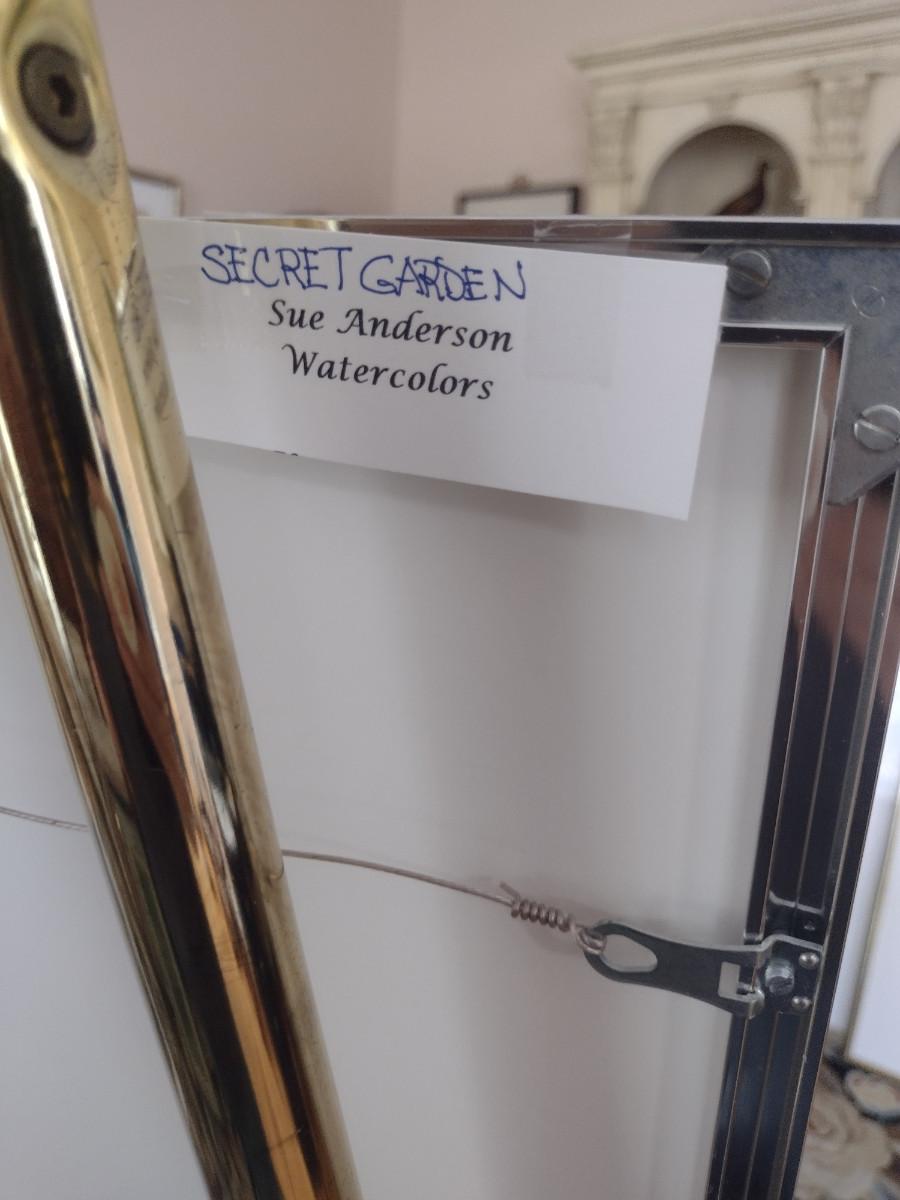 SECRET GARDEN
Sue Anderson
Watercolors